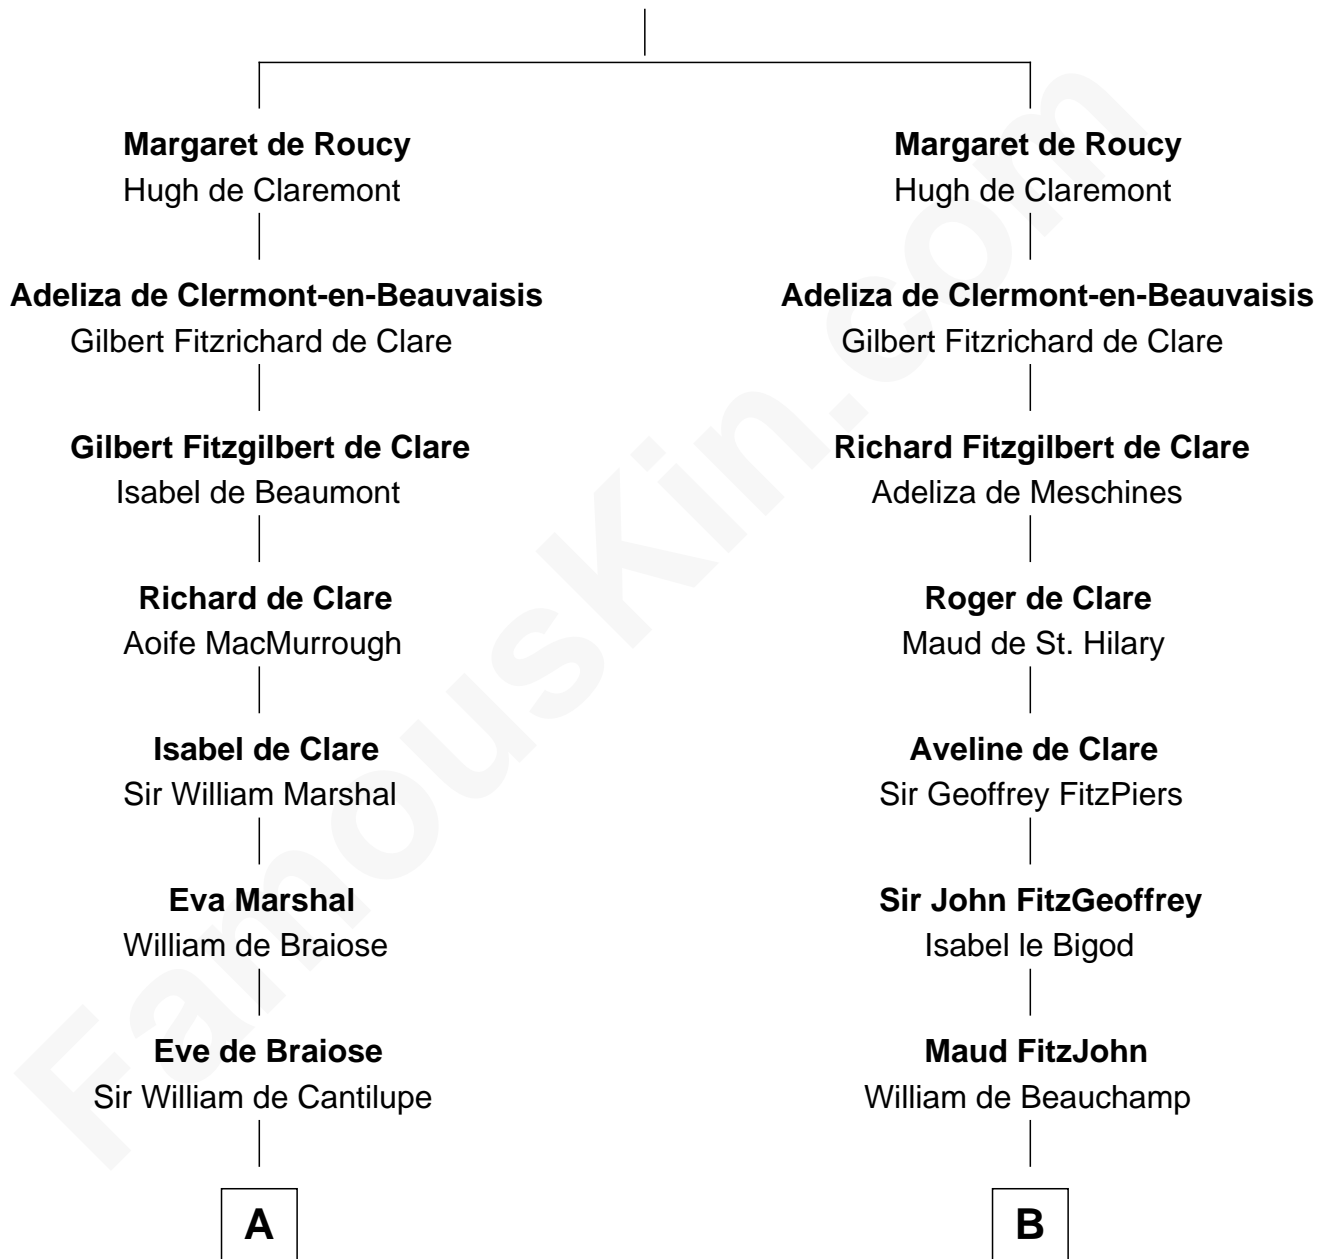 Margaret de Roucy
Hugh de Claremont
Adeliza de Clermont-en-Beauvaisis
Gilbert Fitzrichard de Clare
Gilbert Fitzgilbert de Clare
Isabel de Beaumont
Richard de Clare
Aoife MacMurrough
Isabel de Clare
Sir William Marshal
Eva Marshal
William de Braiose
Eve de Braiose
Sir William de Cantilupe
A
Margaret de Roucy
Hugh de Claremont
Adeliza de Clermont-en-Beauvaisis
Gilbert Fitzrichard de Clare
Richard Fitzgilbert de Clare
Adeliza de Meschines
Roger de Clare
Maud de St. Hilary
Aveline de Clare
Sir Geoffrey FitzPiers
Sir John FitzGeoffrey
Isabel le Bigod
Maud FitzJohn
William de Beauchamp
B
FamousKin.com